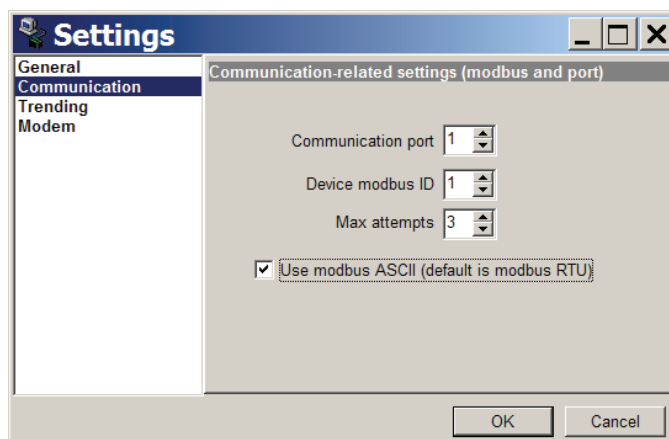 Settings
General
Communication
Trending
Modem
Communication-related settings (modbus and port)
Communication port 1
Device modbus ID 1
Max attempts 3
Use modbus ASCII (default is modbus RTU)
OK Cancel